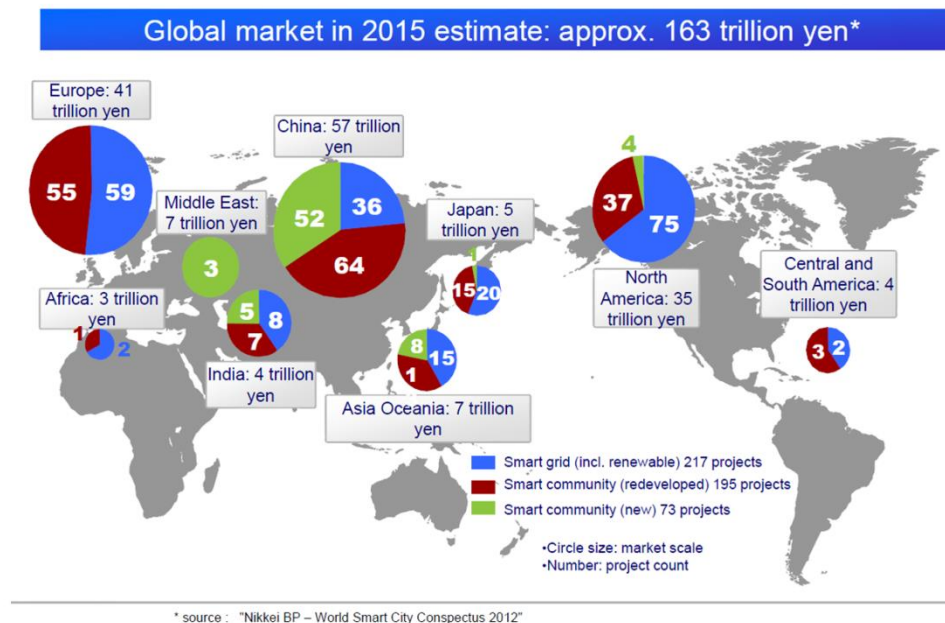 Global market in 2015 estimate: approx. 163 trillion yen*
Europe: 41
trillion yen
55
59
China: 57 trillion
yen
52
36
64
Middle East:
7 trillion yen
3
Japan: 5
trillion yen
1
15
20
4
37
75
North
America: 35
trillion yen
Central and
South America: 4
trillion yen
3
2
Africa: 3 trillion
yen
1
2
5
8
7
India: 4 trillion
yen
8
15
1
Asia Oceania: 7 trillion
yen
Smart grid (incl. renewable) 217 projects
Smart community (redeveloped) 195 projects
Smart community (new) 73 projects
•Circle size: market scale
•Number: project count
* source : "Nikkei BP – World Smart City Conspectus 2012"